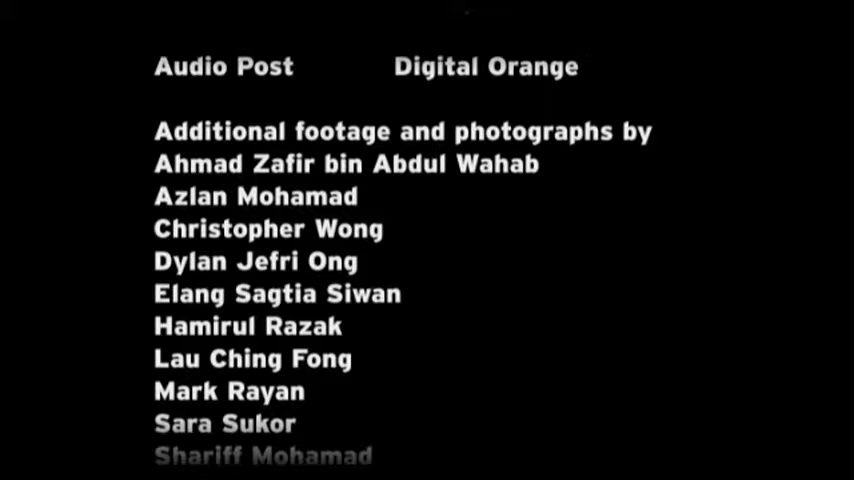 Audio Post Digital Orange
Additional footage and photographs by
Ahmad Zafir bin Abdul Wahab
Azlan Mohamad
Christopher Wong
Dylan Jefri Ong
Elang Sagtia Siwan
Hamirul Razak
Lau Ching Fong
Mark Rayan
Sara Sukor
Shariff Mohamad